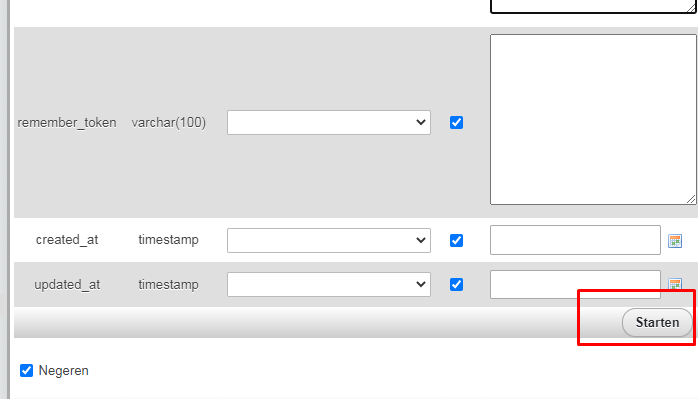 remember_token varchar(100)
created_at timestamp
updated_at timestamp
Starten
Negeren